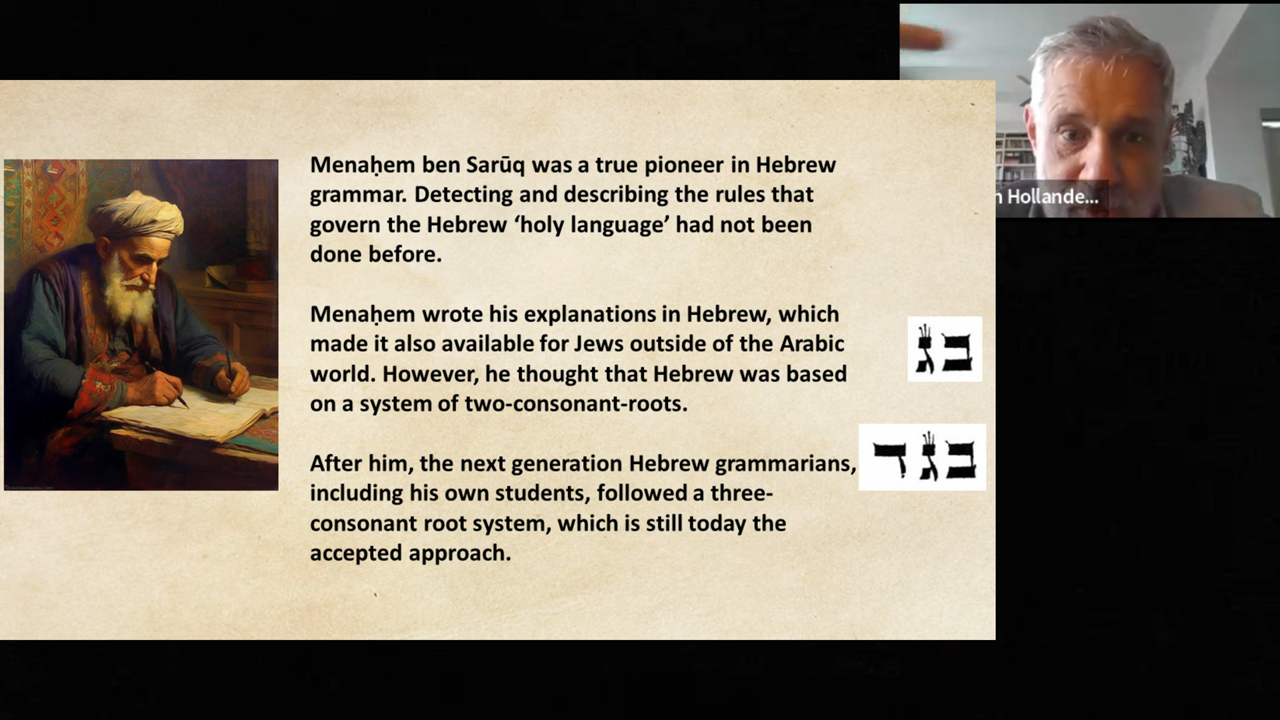 Menaḥem ben Sarūq was a true pioneer in Hebrew
grammar. Detecting and describing the rules that
govern the Hebrew ‘holy language’ had not been
done before.
Menaḥem wrote his explanations in Hebrew, which
made it also available for Jews outside of the Arabic
world. However, he thought that Hebrew was based
on a system of two-consonant-roots.
After him, the next generation Hebrew grammarians,
including his own students, followed a three-
consonant root system, which is still today the
accepted approach.
בג
בגד
n Hollande...